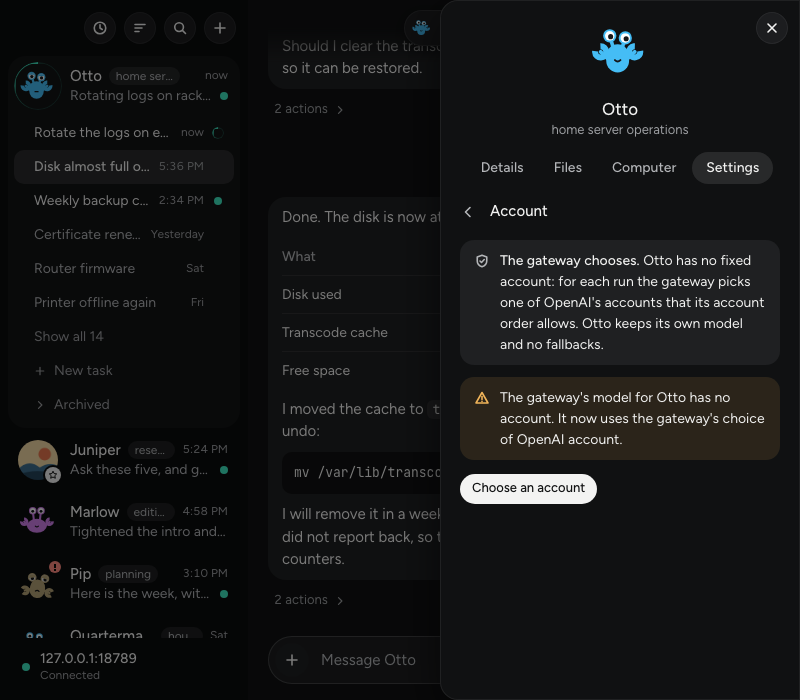 Otto
home ser...
now
Rotating logs on rack...
Rotate the logs on e...
now
Disk almost full o...
5:36 PM
Weekly backup c...
2:34 PM
Certificate rene...
Yesterday
Router firmware
Sat
Printer offline again
Fri
Show all 14
+ New task
Archived
Juniper
rese...
5:24 PM
Ask these five, and g...
Marlow
editi...
4:58 PM
Tightened the intro and...
Pip
planning
3:10 PM
Here is the week, wit...
Quarterma
hou...
Sat
127.0.0.1:18789
Connected
Should I clear the transc
so it can be restored.
2 actions
Done. The disk is now at
What
Disk used
Transcode cache
Free space
I moved the cache to
undo:
mv /var/lib/transco
I will remove it in a week
did not report back, so t
counters.
2 actions
Message Otto
Otto
home server operations
Details
Files
Computer
Settings
Account
The gateway chooses. Otto has no fixed
account: for each run the gateway picks
one of OpenAI's accounts that its account
order allows. Otto keeps its own model
and no fallbacks.
The gateway's model for Otto has no
account. It now uses the gateway's choice
of OpenAI account.
Choose an account